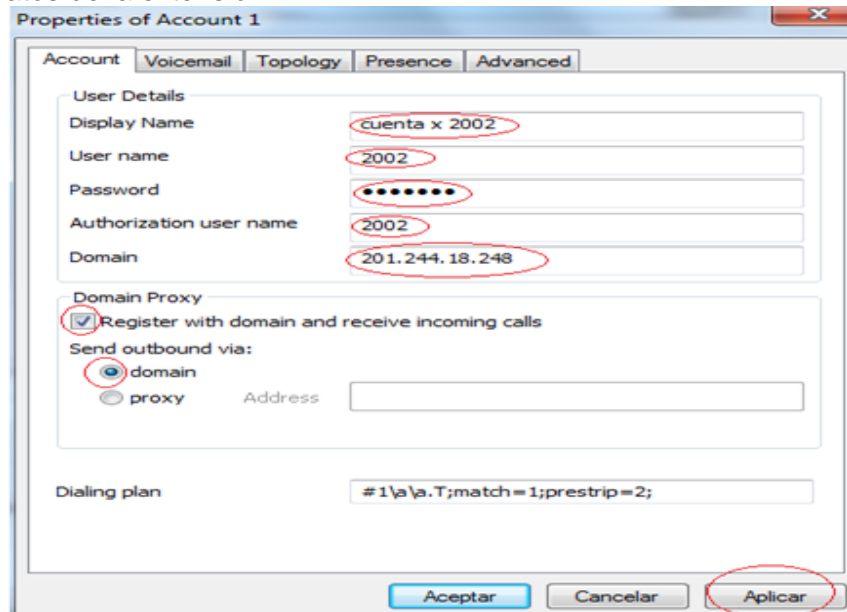 Properties of Account 1
Account Voicemail Topology Presence Advanced
User Details
Display Name cuenta x 2002
User name 2002
Password •••••••
Authorization user name 2002
Domain 201.244.18.248
Domain Proxy
Register with domain and receive incoming calls
Send outbound via:
domain
proxy Address
Dialing plan #1\a\a.T;match=1;prestrip=2;
Aceptar Cancelar Aplicar